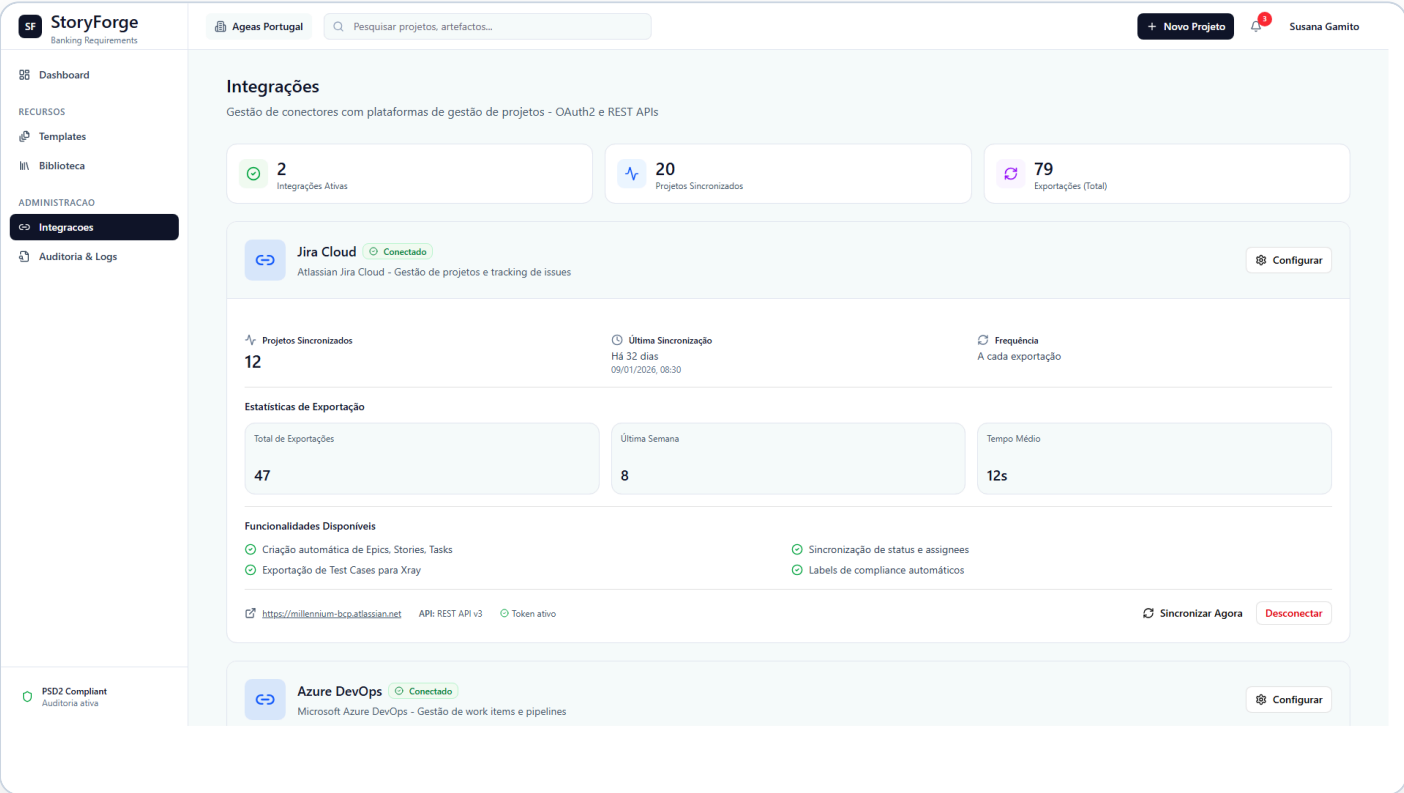 SF
StoryForge
Banking Requirements
Ageas Portugal
Pesquisar projetos, artefactos...
+ Novo Projeto
3
Susana Gamito
Dashboard
RECURSOS
Templates
Biblioteca
ADMINISTRACAO
Integracoes
Auditoria & Logs
PSD2 Compliant
Auditoria ativa
Integrações
Gestão de conectores com plataformas de gestão de projetos - OAuth2 e REST APIs
2
Integrações Ativas
20
Projetos Sincronizados
79
Exportações (Total)
Jira Cloud Conectado
Atlassian Jira Cloud - Gestão de projetos e tracking de issues
Configurar
Projetos Sincronizados
12
Última Sincronização
Há 32 dias
09/01/2026, 08:30
Frequência
A cada exportação
Estatísticas de Exportação
Total de Exportações
47
Última Semana
8
Tempo Médio
12s
Funcionalidades Disponíveis
Criação automática de Epics, Stories, Tasks
Sincronização de status e assignees
Exportação de Test Cases para Xray
Labels de compliance automáticos
https://millennium-bcp.atlassian.net API: REST API v3 Token ativo
Sincronizar Agora
Desconectar
Azure DevOps Conectado
Microsoft Azure DevOps - Gestão de work items e pipelines
Configurar